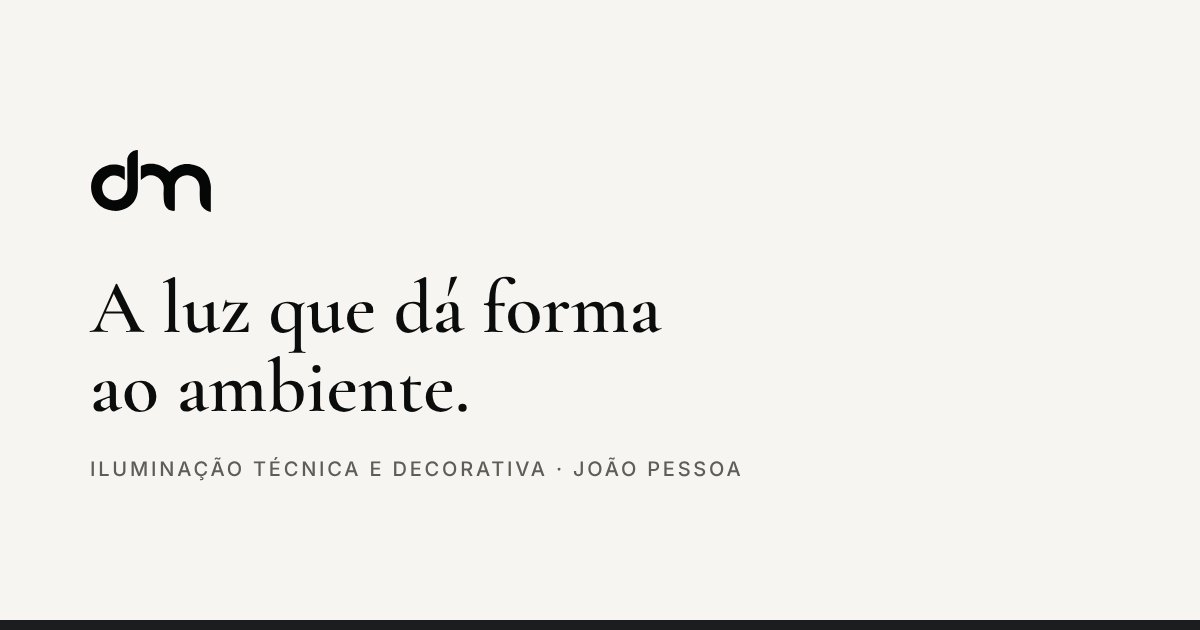 dm
A luz que dá forma
ao ambiente.
ILUMINAÇÃO TÉCNICA E DECORATIVA · JOÃO PESSOA